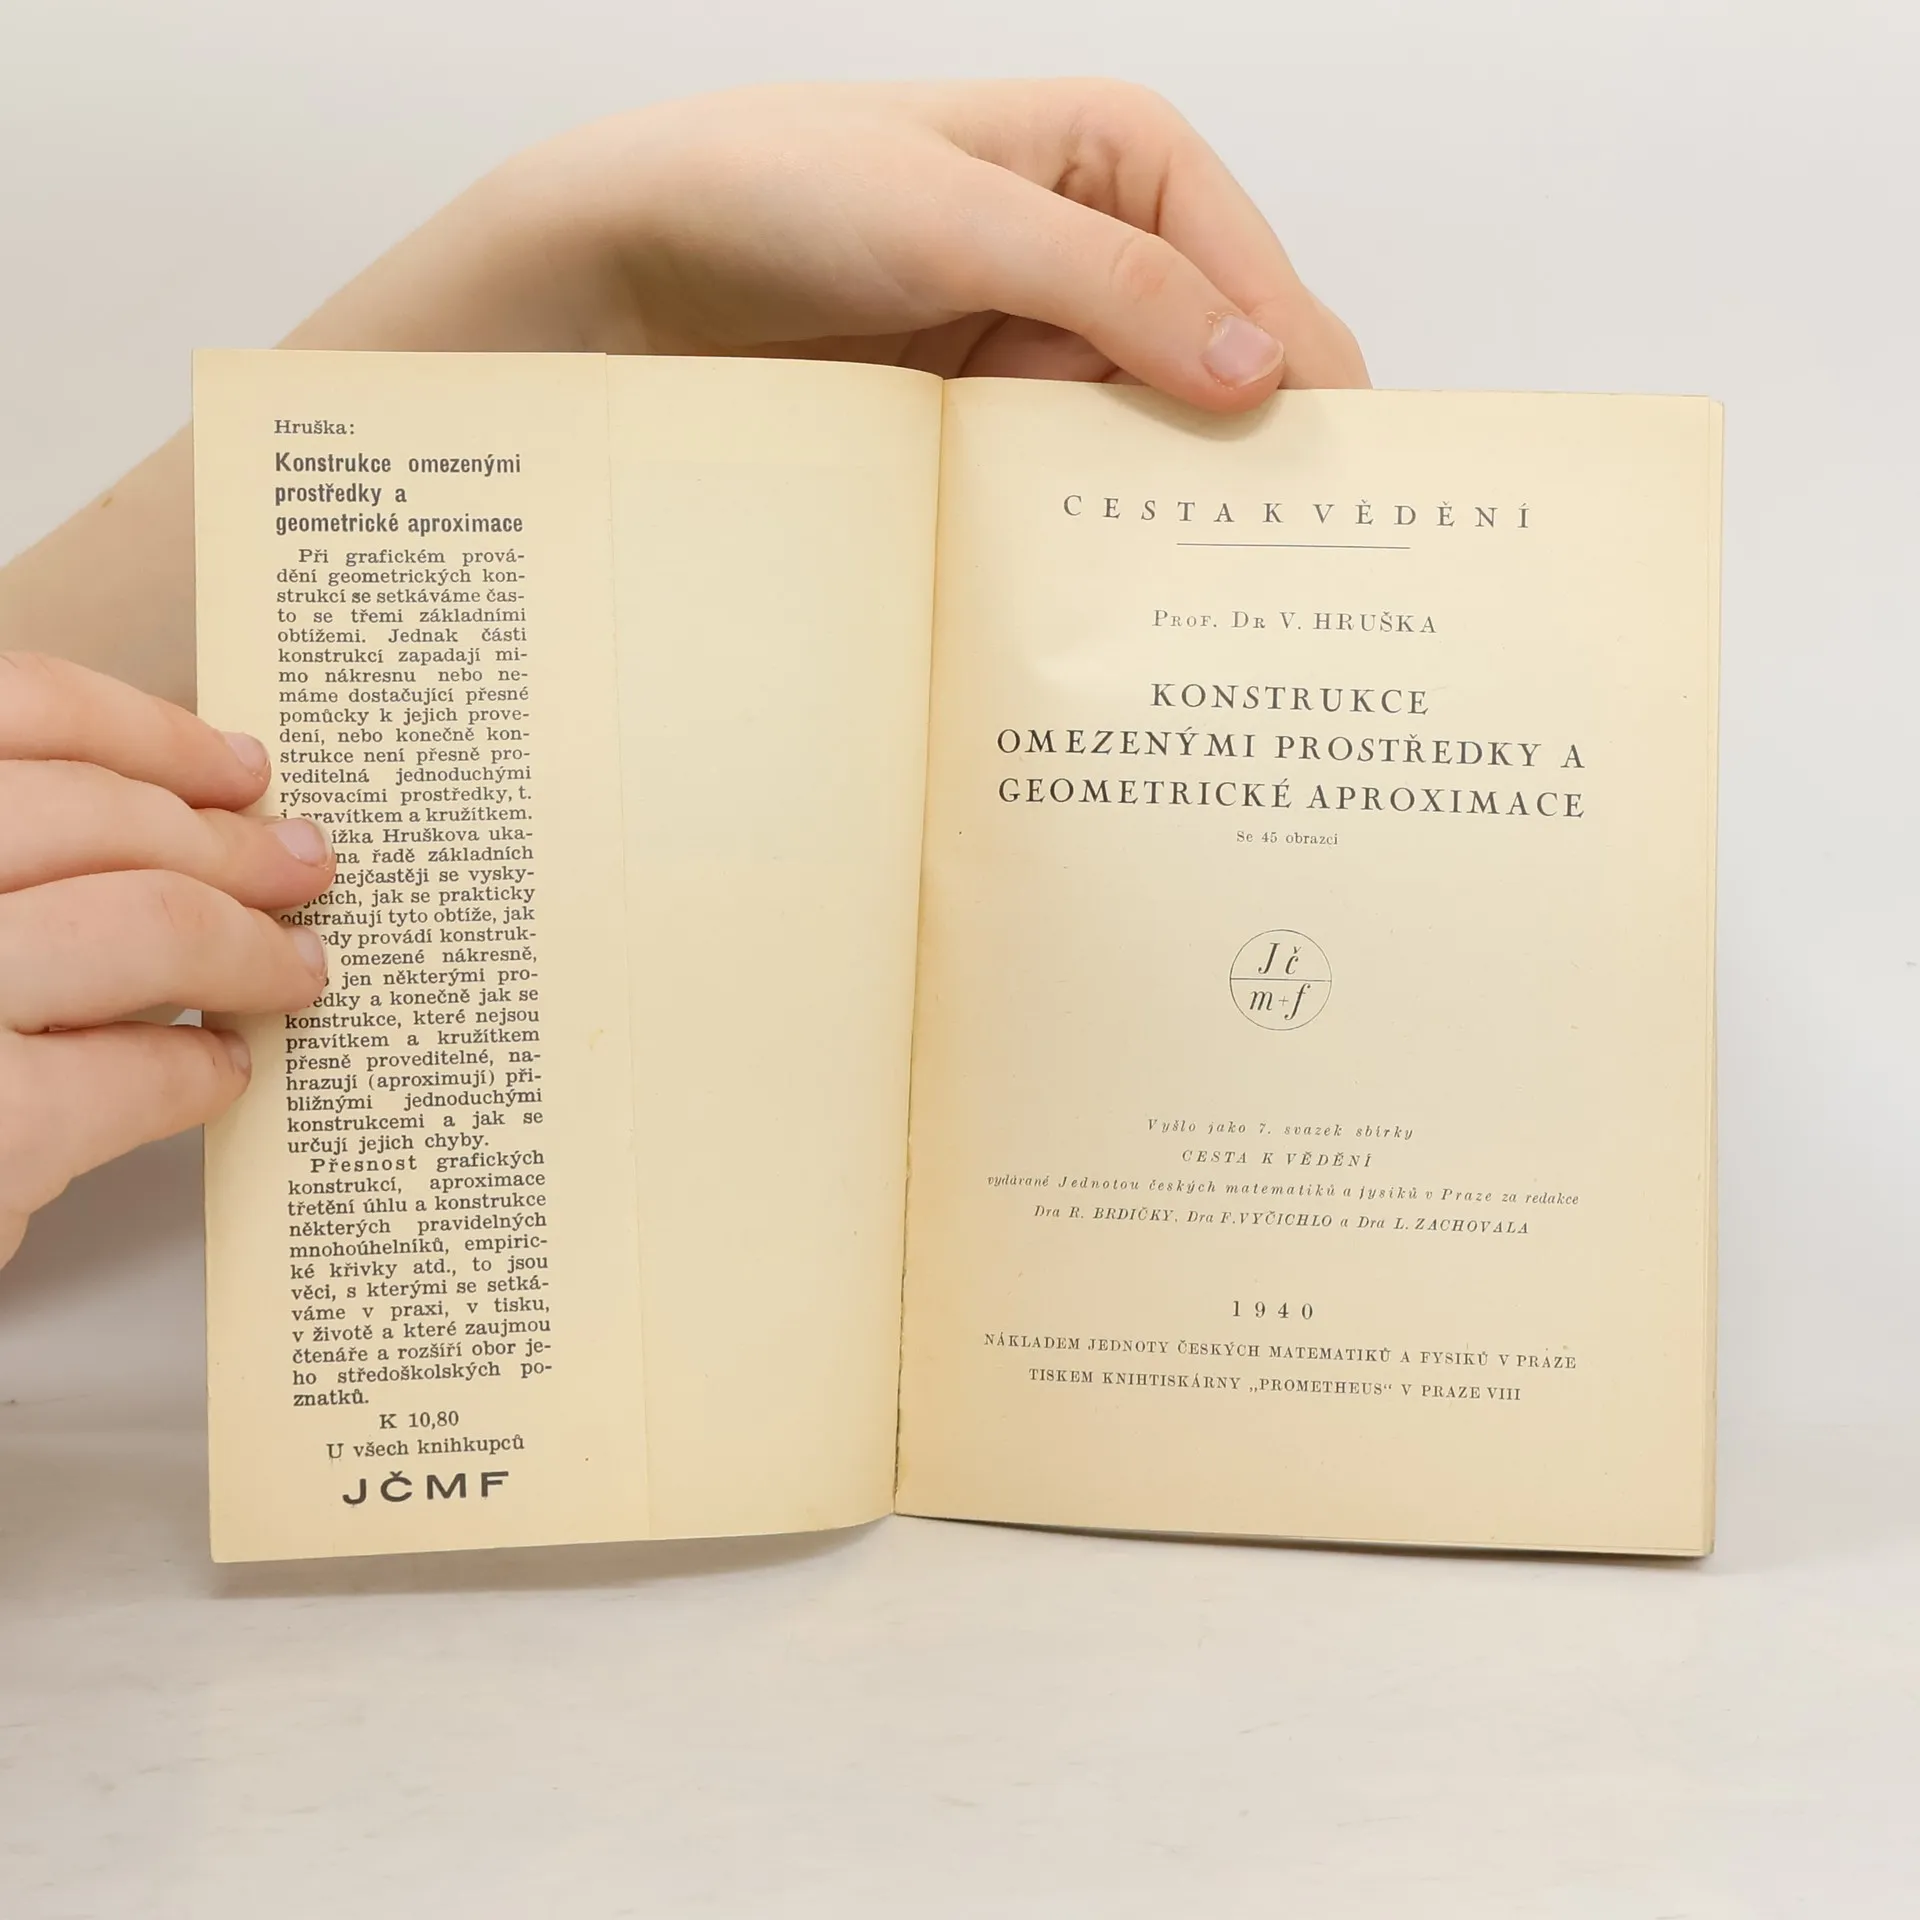 Hruška:
Konstrukce omezenými
prostředky a
geometrické aproximace
Při grafickém prová-
dění geometrických kon-
strukcí se setkáváme čas-
to se třemi základními
obtížemi. Jednak části
konstrukcí zapadají mi-
mo nákresnu nebo ne-
máme dostačující přesné
pomůcky k jejich prove-
dení, nebo konečně kon-
strukce není přesně pro-
veditelná jednoduchými
rýsovacími prostředky, t.
pravítkem a kružítkem.
Hruškova uka-
na řadě základních
nejčastěji se vysky-
jak se prakticky
odstraňují tyto obtíže, jak
provádí konstruk-
omezené nákresně,
jen některými pro-
a konečně jak se
konstrukce, které nejsou
pravítkem a kružítkem
přesně proveditelné, na-
hrazují (aproximují) při-
bližnými jednoduchými
konstrukcemi a jak se
určují jejich chyby.
Přesnost grafických
konstrukcí, aproximace
třetění úhlu a konstrukce
některých pravidelných
mnohoúhelníků, empiric-
ké křivky atd., to jsou
věci, s kterými se setká-
váme v praxi, v tisku,
v životě a které zaujmou
čtenáře a rozšíří obor je-
ho středoškolských po-
znatků.
K 10,80
U všech knihkupců
JČMF
CESTA K VĚDĚNÍ
PROF. DR V. HRUŠKA
KONSTRUKCE
OMEZENÝMI PROSTŘEDKY A
GEOMETRICKÉ APROXIMACE
Se 45 obrazci
Jč
m+f
Vyšlo jako 7. svazek sbírky
CESTA K VĚDĚNÍ
vydávané Jednotou českých matematiků a fysiků v Praze za redakce
Dra R. BRDIČKY, Dra F. VYČICHLO a Dra L. ZACHOVALA
1940
NÁKLADEM JEDNOTY ČESKÝCH MATEMATIKŮ A FYSIKŮ V PRAZE
TISKEM KNIHTISKÁRNY „PROMETHEUS“ V PRAZE VIII